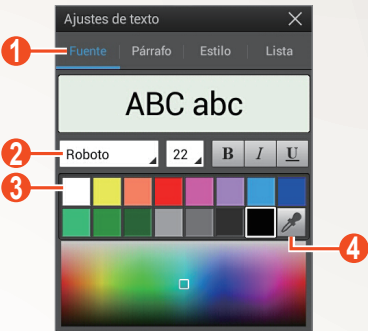 Ajustes de texto
1 Fuente Párrafo Estilo Lista
ABC abc
2 Roboto 22 B I U
3
4